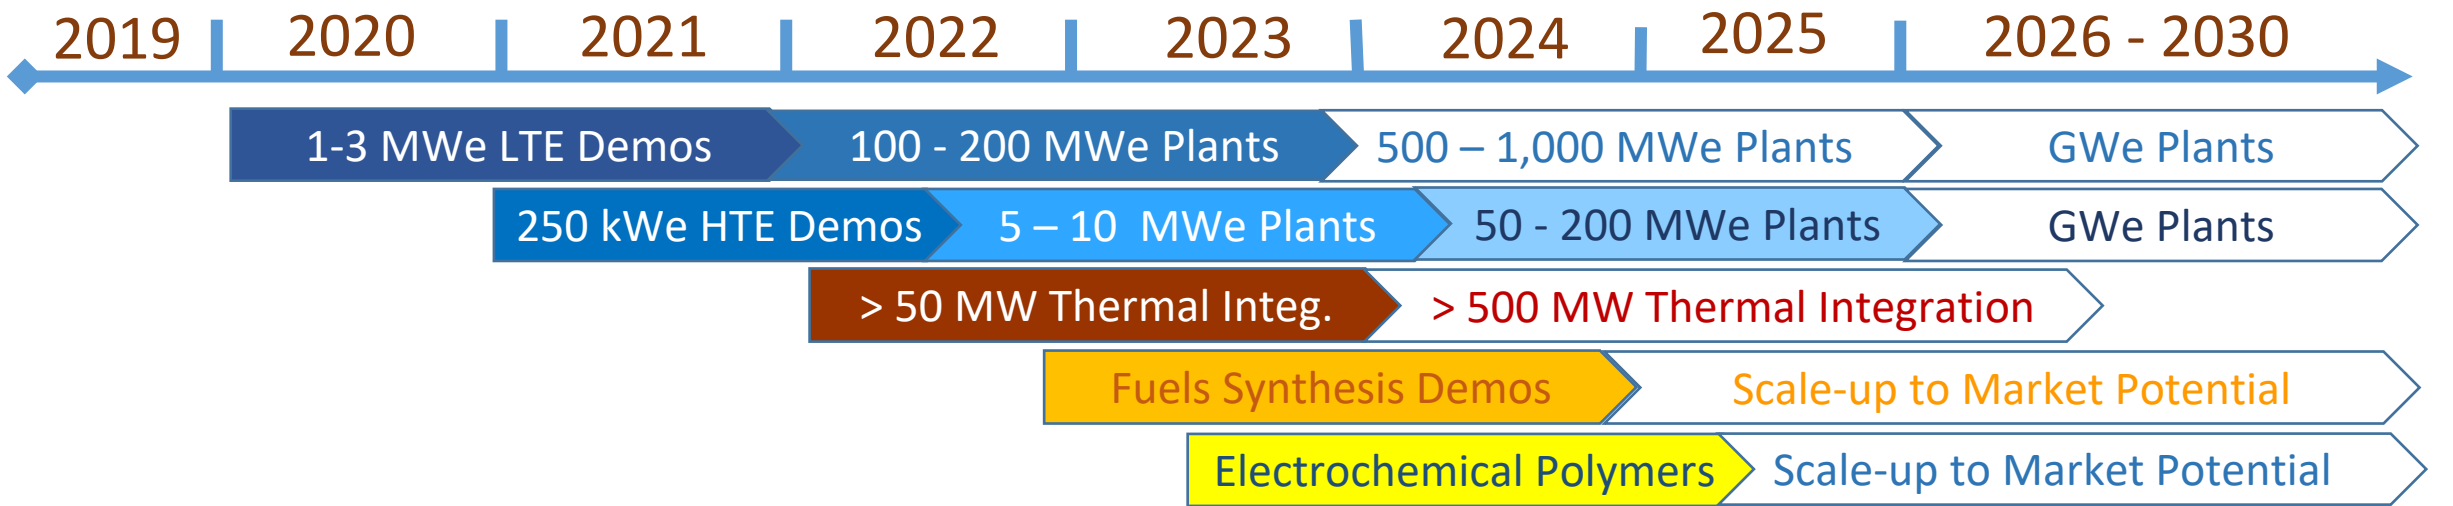 2019 2020 2021 2022 2023 2024 2025 2026 - 2030
1-3 MWe LTE Demos 100 - 200 MWe Plants 500 – 1,000 MWe Plants GWe Plants
250 kWe HTE Demos 5 – 10 MWe Plants 50 - 200 MWe Plants GWe Plants
> 50 MW Thermal Integ. > 500 MW Thermal Integration
Fuels Synthesis Demos Scale-up to Market Potential
Electrochemical Polymers Scale-up to Market Potential